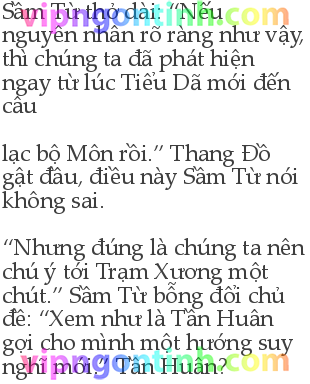 Sầm Từ thở dài: “Nếu
nguyên nhân rõ ràng như vậy,
thì chúng ta đã phát hiện
ngay từ lúc Tiểu Dã mới đến
câu
lạc bộ Môn rồi.” Thang Đồ
gật đầu, điều này Sầm Từ nói
không sai.
“Nhưng đúng là chúng ta nên
chú ý tới Trạm Xương một
chút.” Sầm Từ bỗng đổi chủ
đề: “Xem như là Tần Huân
gợi cho mình một hướng suy
nghĩ mới.” “Tần Huân?
vipngontinh.com
vipngontinh.com